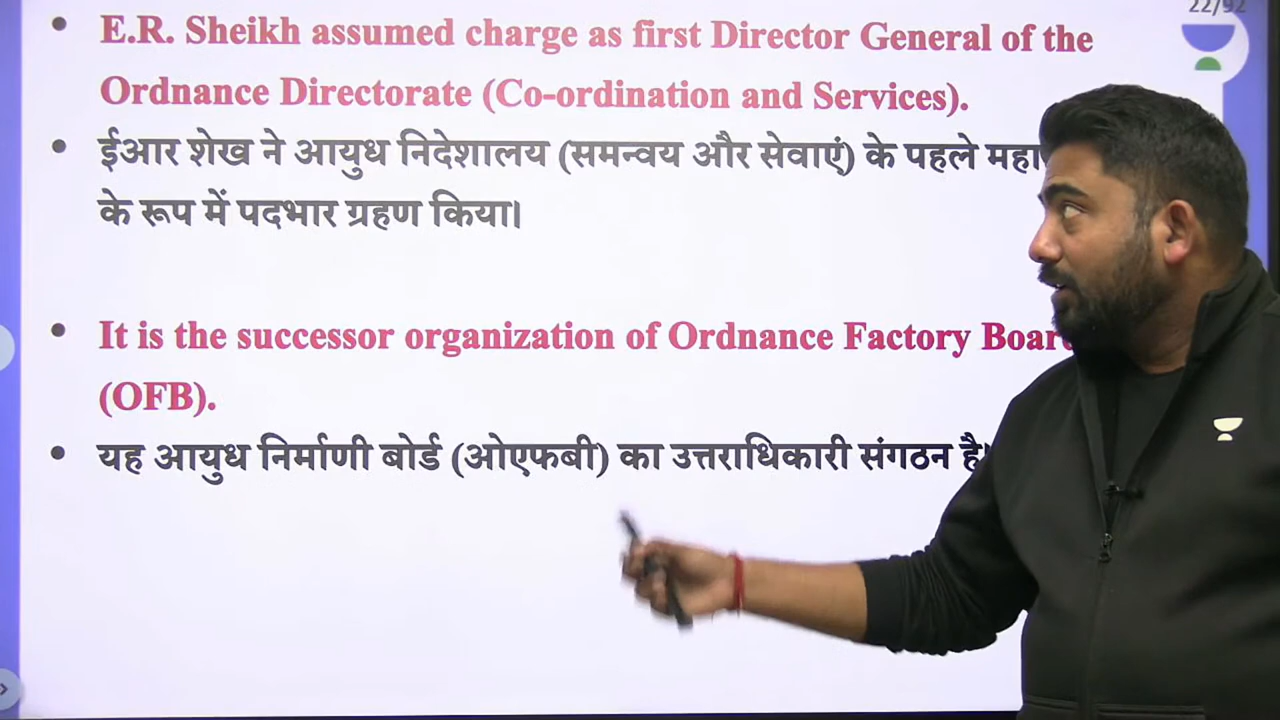 22/92
E.R. Sheikh assumed charge as first Director General of the
Ordnance Directorate (Co-ordination and Services).
ईआर शेख ने आयुध निदेशालय (समन्वय और सेवाएं) के पहले
के रूप में पदभार ग्रहण किया।
It is the successor organization of Ordnance Factory
(OFB).
यह आयुध निर्माणी बोर्ड (ओएफबी) का उत्तराधिकारी संगठन है।